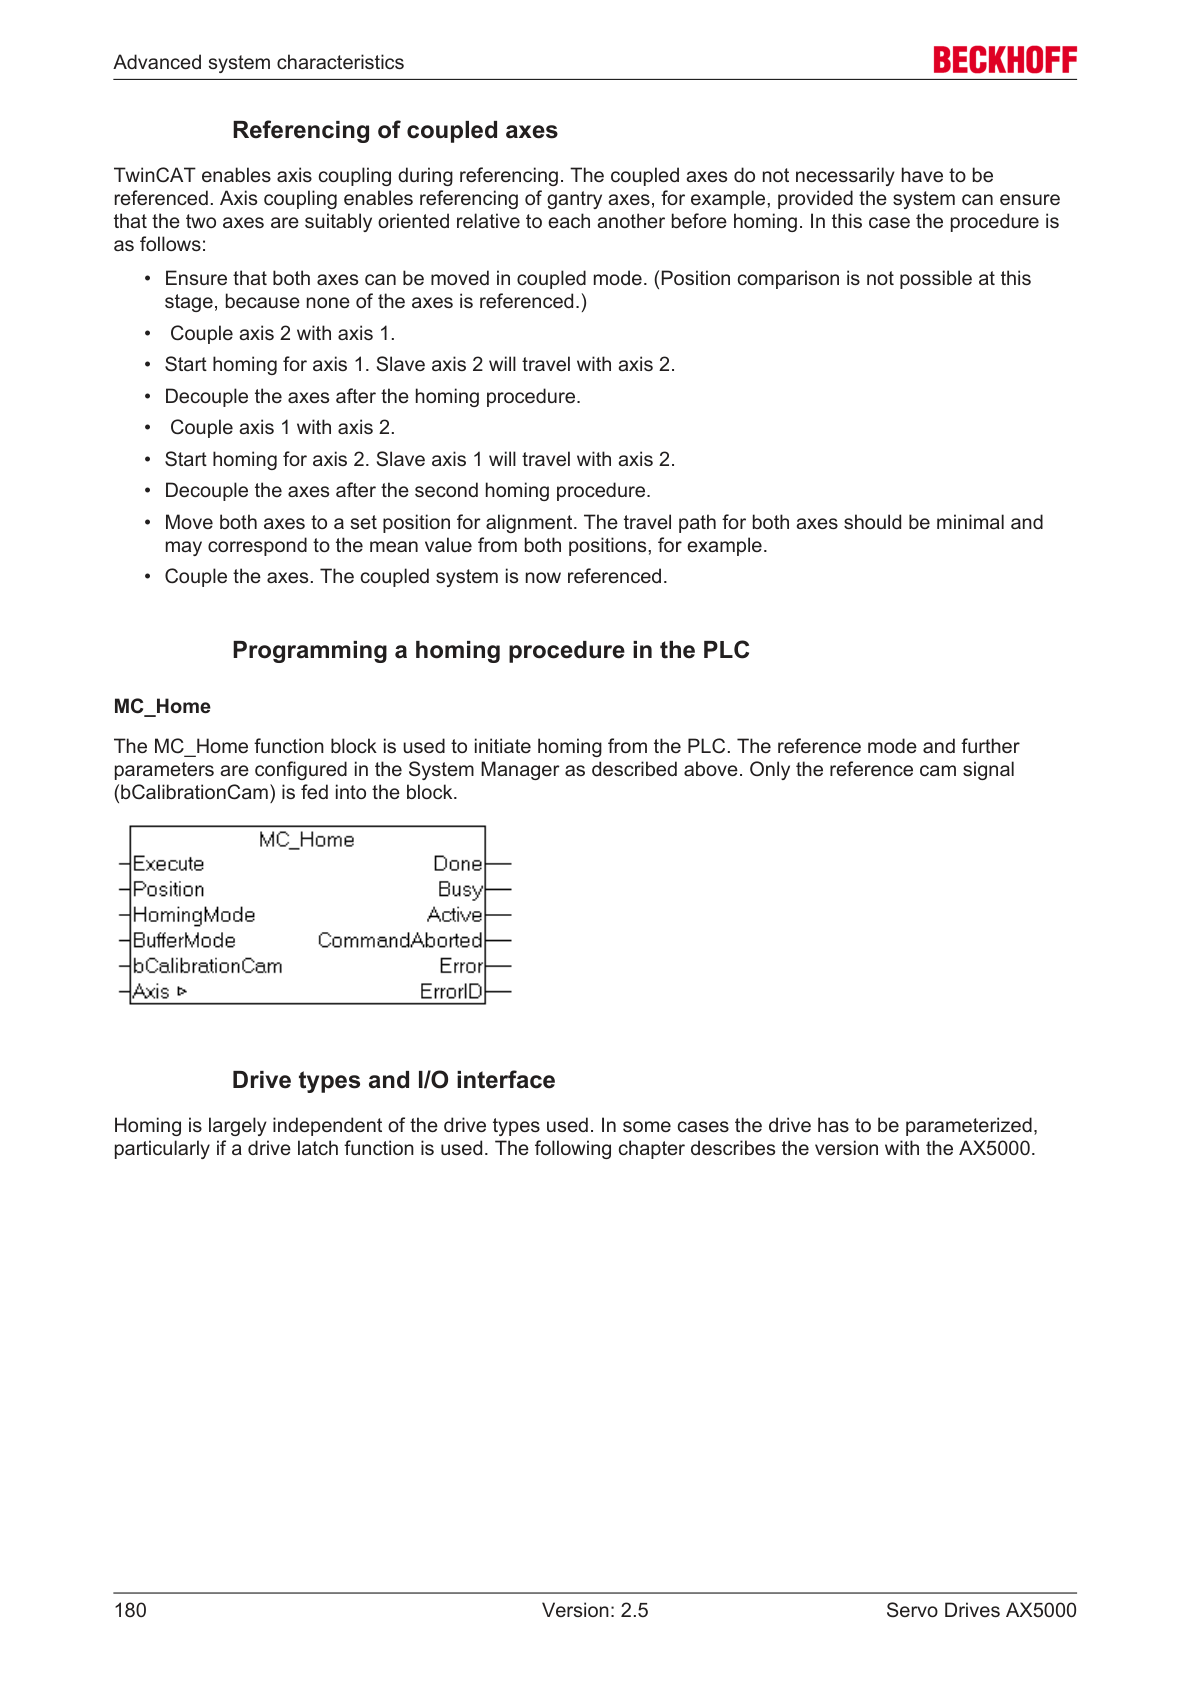 Advanced system characteristics
BECKHOFF
Referencing of coupled axes
TwinCAT enables axis coupling during referencing. The coupled axes do not necessarily have to be
referenced. Axis coupling enables referencing of gantry axes, for example, provided the system can ensure
that the two axes are suitably oriented relative to each another before homing. In this case the procedure is
as follows:
• Ensure that both axes can be moved in coupled mode. (Position comparison is not possible at this
stage, because none of the axes is referenced.)
• Couple axis 2 with axis 1.
• Start homing for axis 1. Slave axis 2 will travel with axis 2.
• Decouple the axes after the homing procedure.
• Couple axis 1 with axis 2.
• Start homing for axis 2. Slave axis 1 will travel with axis 2.
• Decouple the axes after the second homing procedure.
• Move both axes to a set position for alignment. The travel path for both axes should be minimal and
may correspond to the mean value from both positions, for example.
• Couple the axes. The coupled system is now referenced.
Programming a homing procedure in the PLC
MC_Home
The MC_Home function block is used to initiate homing from the PLC. The reference mode and further
parameters are configured in the System Manager as described above. Only the reference cam signal
(bCalibrationCam) is fed into the block.
MC_Home
Execute Done
Position Busy
HomingMode Active
BufferMode CommandAborted
bCalibrationCam Error
Axis ▹ ErrorID
Drive types and I/O interface
Homing is largely independent of the drive types used. In some cases the drive has to be parameterized,
particularly if a drive latch function is used. The following chapter describes the version with the AX5000.
180 Version: 2.5 Servo Drives AX5000